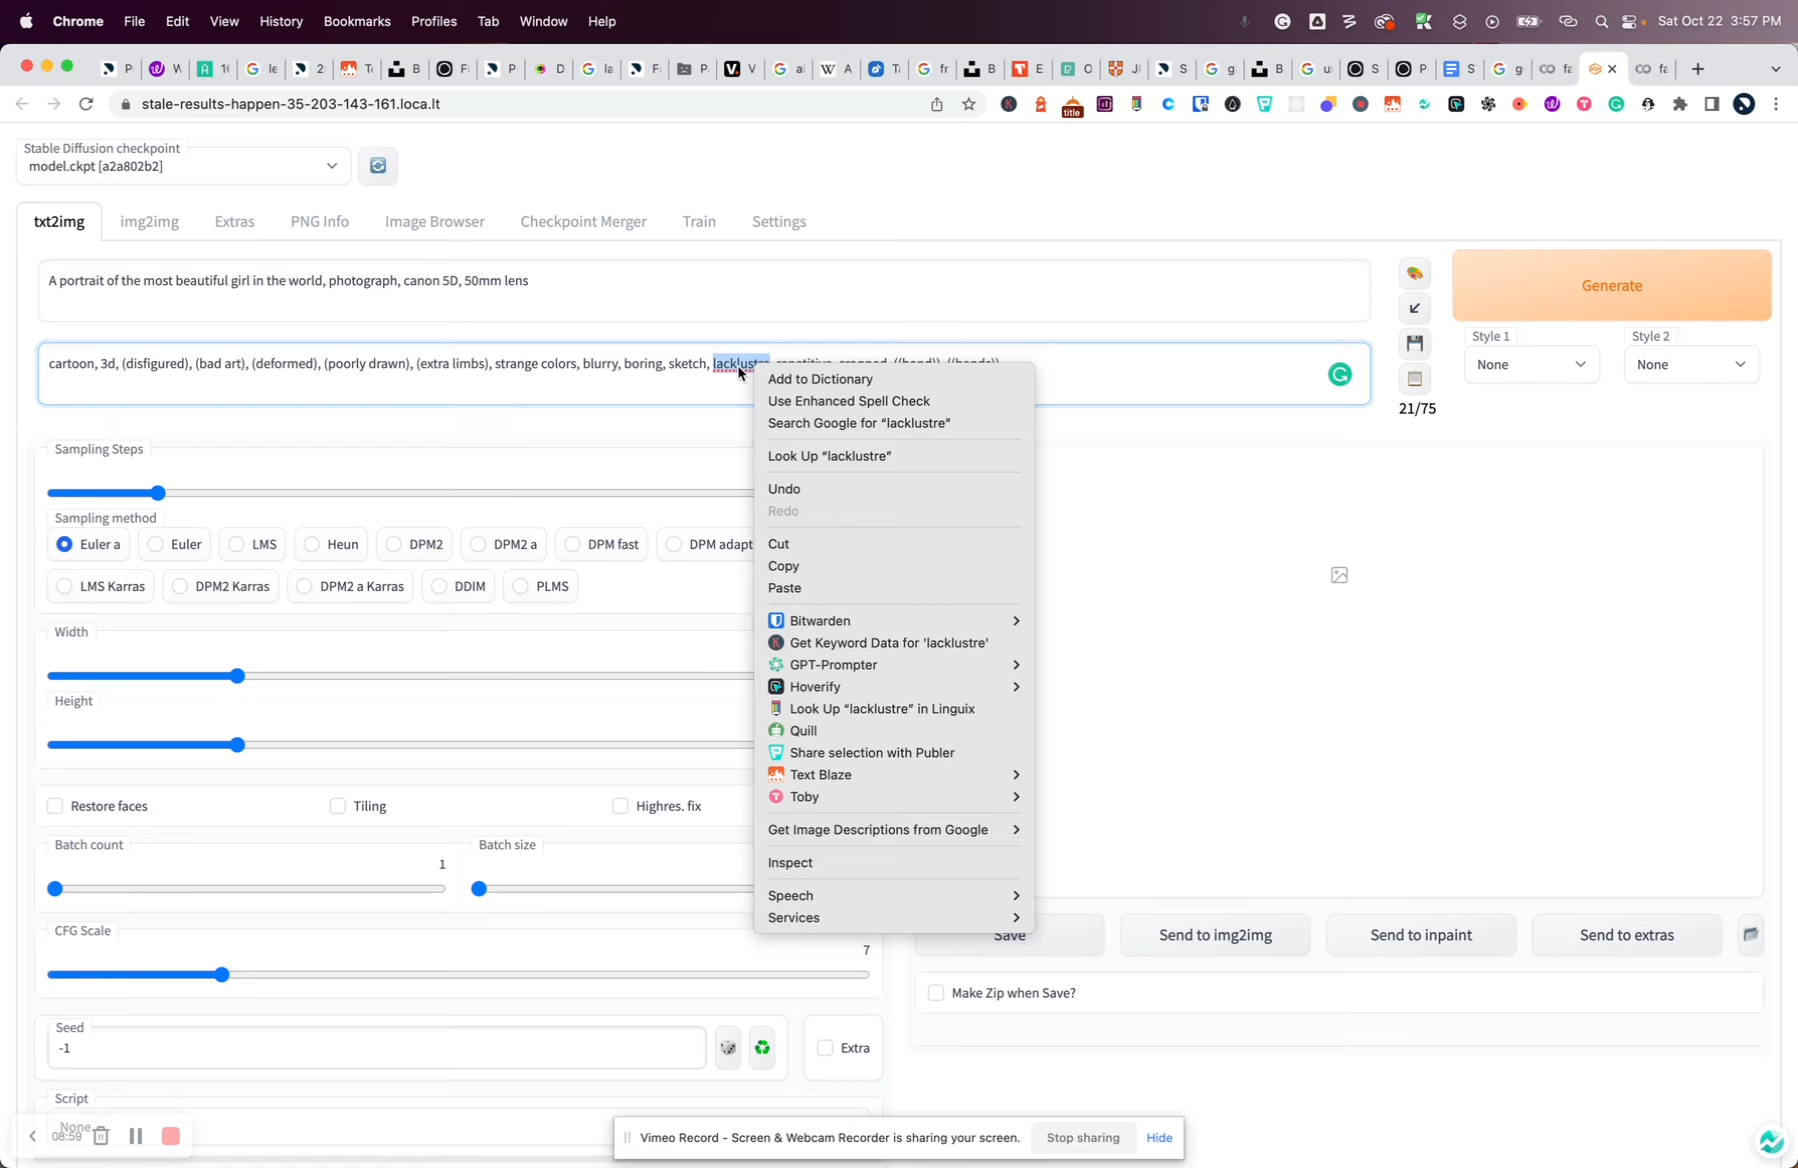 Chrome File Edit View History Bookmarks Profiles Tab Window Help Sat Oct 22 3:57 PM
stale-results-happen-35-203-143-161.loca.lt
title
Stable Diffusion checkpoint
model.ckpt [a2a802b2]
txt2img img2img Extras PNG Info Image Browser Checkpoint Merger Train Settings
A portrait of the most beautiful girl in the world, photograph, canon 5D, 50mm lens
Generate
Style 1 Style 2
None None
cartoon, 3d, (disfigured), (bad art), (deformed), (poorly drawn), (extra limbs), strange colors, blurry, boring, sketch, lacklustre, repetitive, cropped, ((hand)), ((hands))
21/75
Add to Dictionary
Use Enhanced Spell Check
Search Google for “lacklustre”
Look Up “lacklustre”
Undo
Redo
Cut
Copy
Paste
Bitwarden
Get Keyword Data for 'lacklustre'
GPT-Prompter
Hoverify
Look Up “lacklustre” in Linguix
Quill
Share selection with Publer
Text Blaze
Toby
Get Image Descriptions from Google
Inspect
Speech
Services
Sampling Steps
Sampling method
Euler a Euler LMS Heun DPM2 DPM2 a DPM fast DPM adapt
LMS Karras DPM2 Karras DPM2 a Karras DDIM PLMS
Width
Height
Restore faces Tiling Highres. fix
Batch count Batch size
1
CFG Scale
7
Seed
-1
Extra
Script
None
08:59
Save Send to img2img Send to inpaint Send to extras
Make Zip when Save?
Vimeo Record - Screen & Webcam Recorder is sharing your screen. Stop sharing Hide